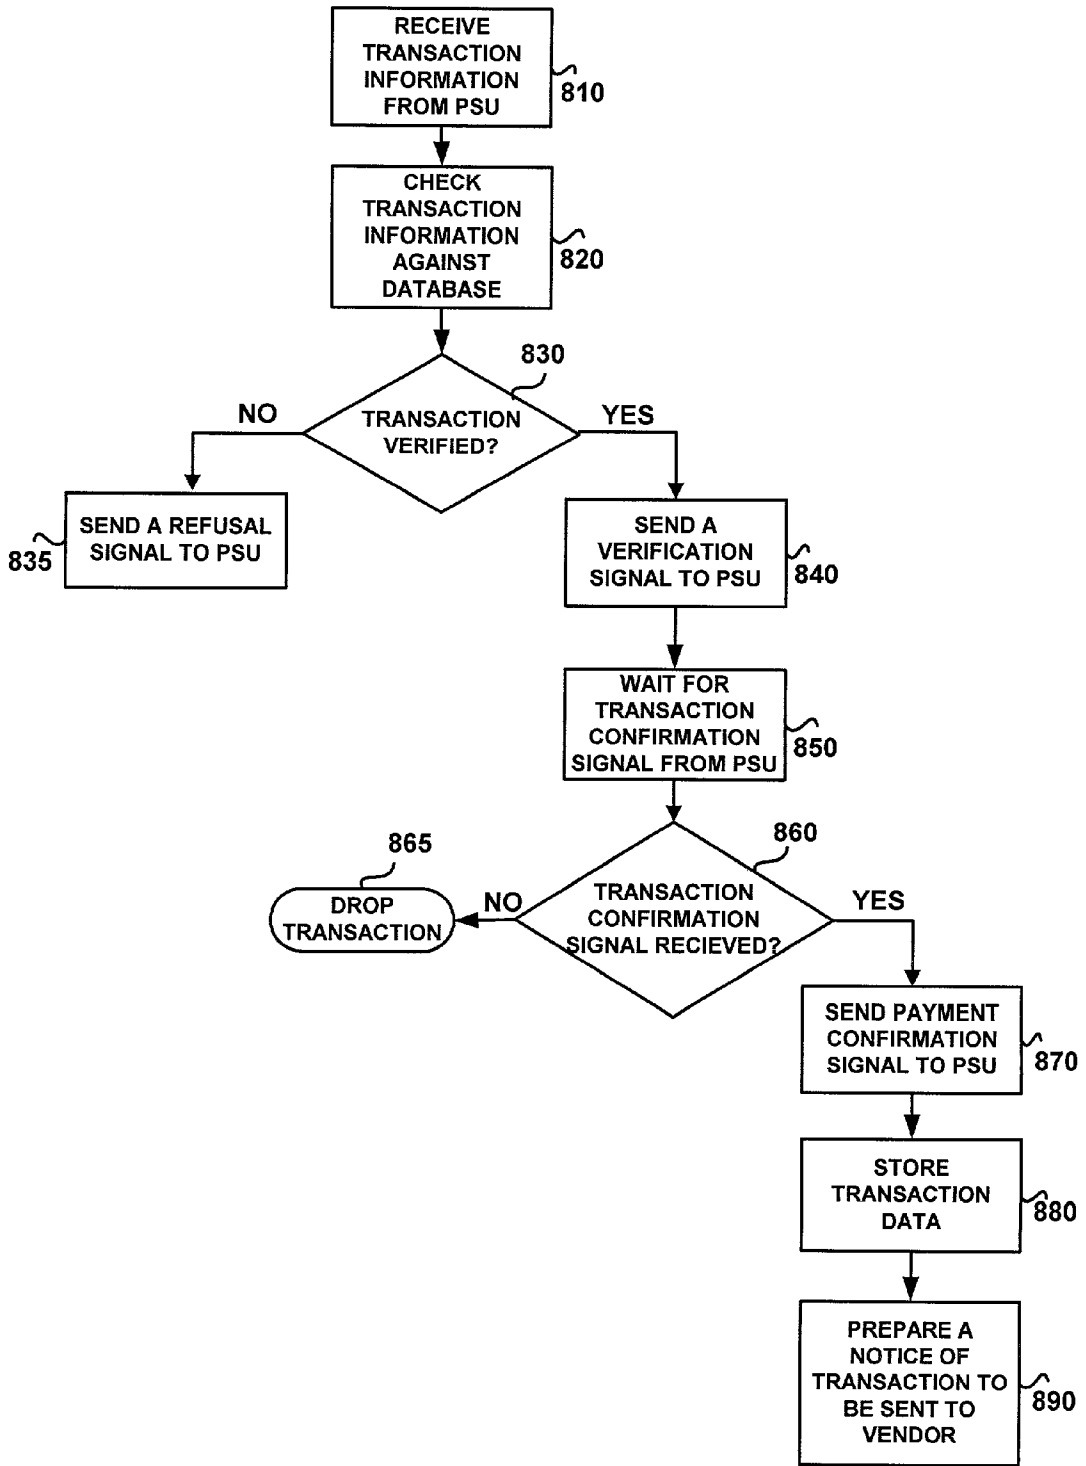 RECEIVE
TRANSACTION
INFORMATION
FROM PSU
810
CHECK
TRANSACTION
INFORMATION
AGAINST
DATABASE
820
830
TRANSACTION
VERIFIED?
NO
YES
SEND A REFUSAL
SIGNAL TO PSU
835
SEND A
VERIFICATION
SIGNAL TO PSU
840
WAIT FOR
TRANSACTION
CONFIRMATION
SIGNAL FROM PSU
850
860
TRANSACTION
CONFIRMATION
SIGNAL RECIEVED?
NO
YES
865
DROP
TRANSACTION
SEND PAYMENT
CONFIRMATION
SIGNAL TO PSU
870
STORE
TRANSACTION
DATA
880
PREPARE A
NOTICE OF
TRANSACTION TO
BE SENT TO
VENDOR
890